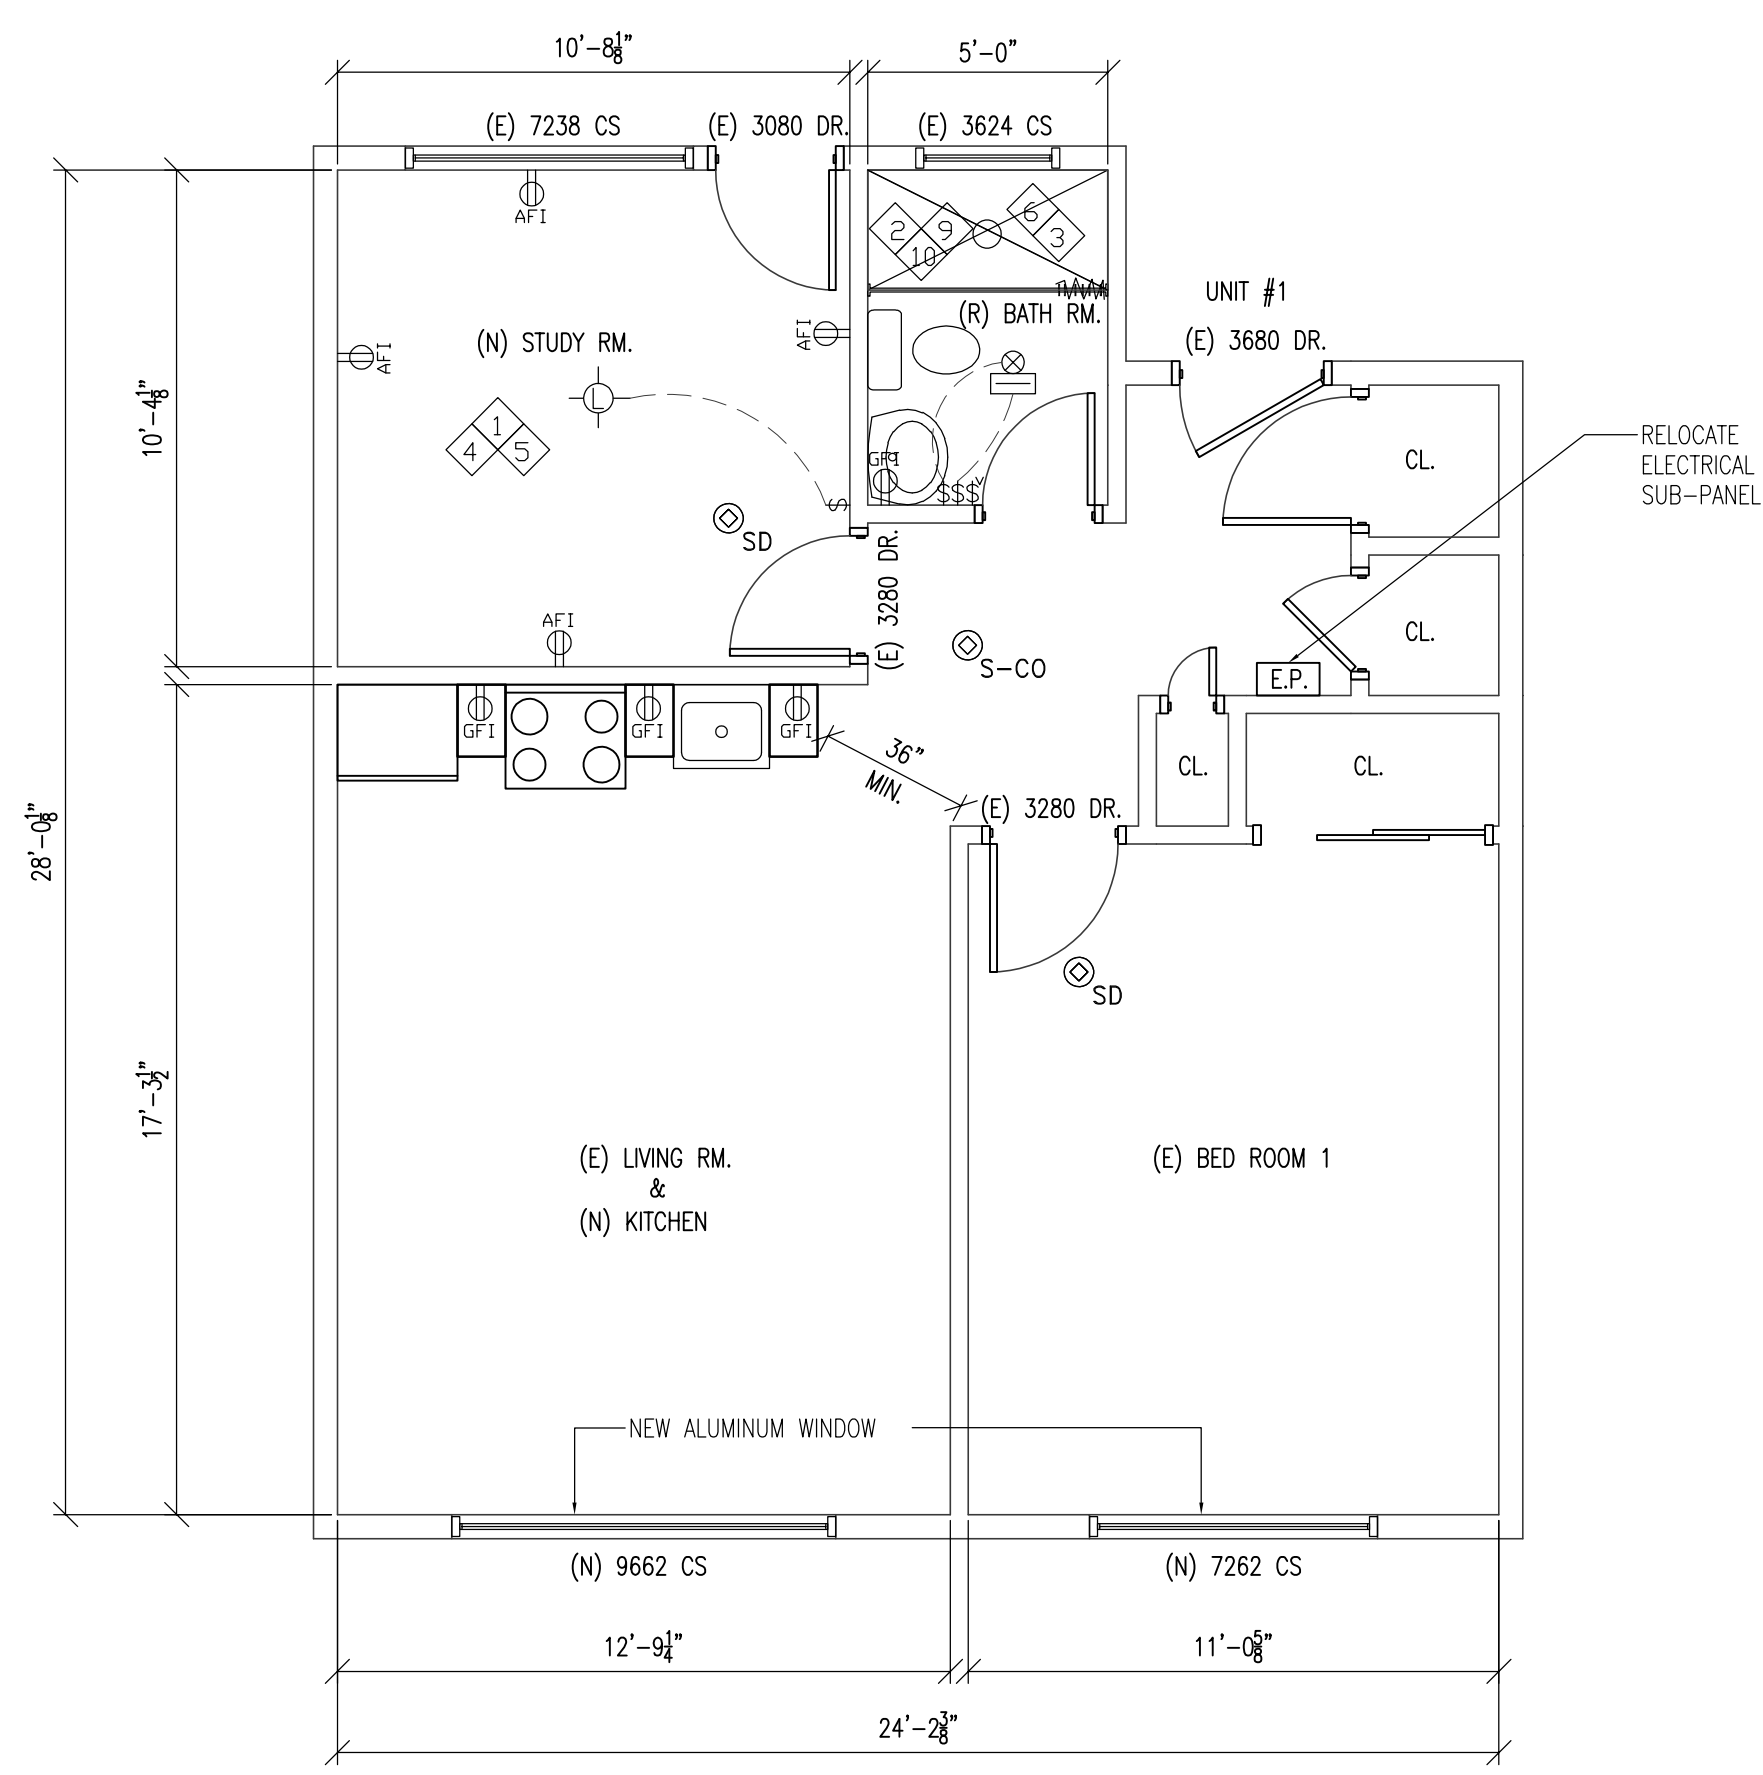 10'-8 1/8"
5'-0"
(E) 7238 CS
(E) 3080 DR.
(E) 3624 CS
AFI
2
9
10
6
3
UNIT #1
(R) BATH RM.
(E) 3680 DR.
(N) STUDY RM.
AFI
AFI
L
1
4
5
10'-4 1/8"
GFI
SSS
S
CL.
RELOCATE
ELECTRICAL
SUB-PANEL
SD
(E) 3280 DR.
AFI
CL.
S-CO
E.P.
GFI
GFI
GFI
36"
MIN.
CL.
CL.
(E) 3280 DR.
28'-0 1/8"
SD
17'-3 1/2"
(E) LIVING RM.
&
(N) KITCHEN
(E) BED ROOM 1
NEW ALUMINUM WINDOW
(N) 9662 CS
(N) 7262 CS
12'-9 1/4"
11'-0 5/8"
24'-2 3/8"